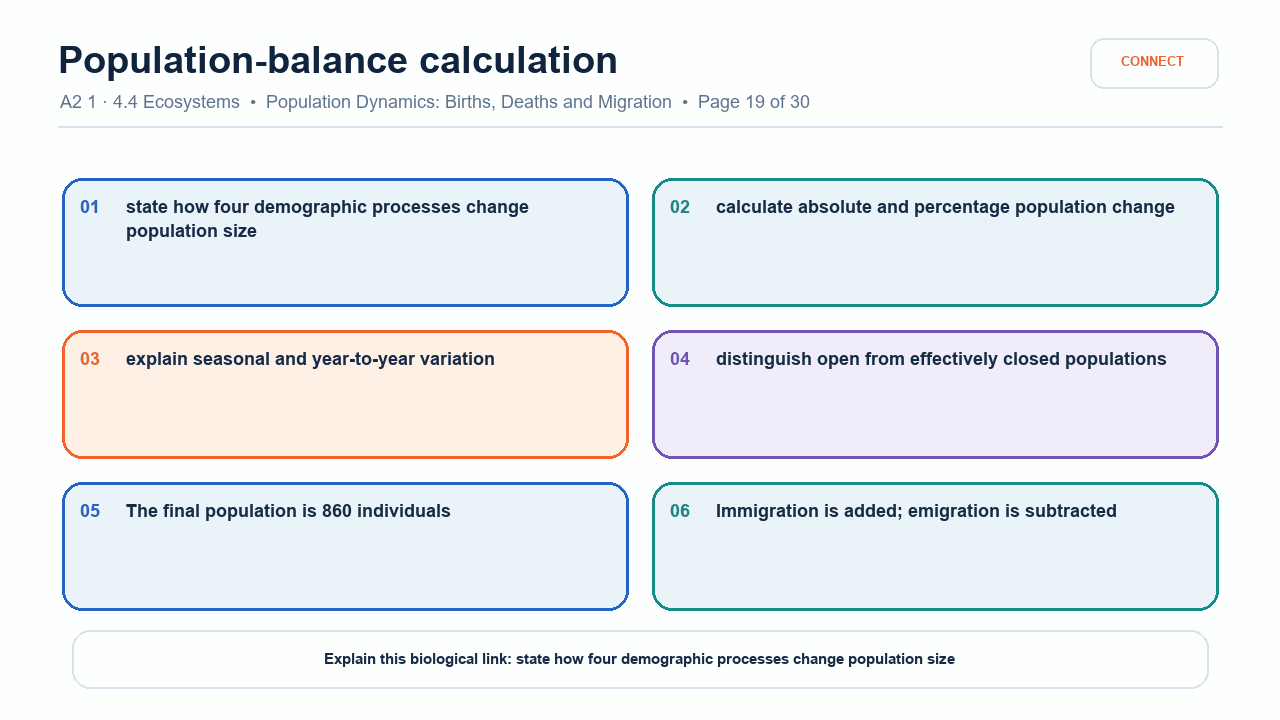 Population-balance calculation
CONNECT
A2 1 · 4.4 Ecosystems • Population Dynamics: Births, Deaths and Migration • Page 19 of 30
01 state how four demographic processes change
population size
02 calculate absolute and percentage population change
03 explain seasonal and year-to-year variation
04 distinguish open from effectively closed populations
05 The final population is 860 individuals
06 Immigration is added; emigration is subtracted
Explain this biological link: state how four demographic processes change population size